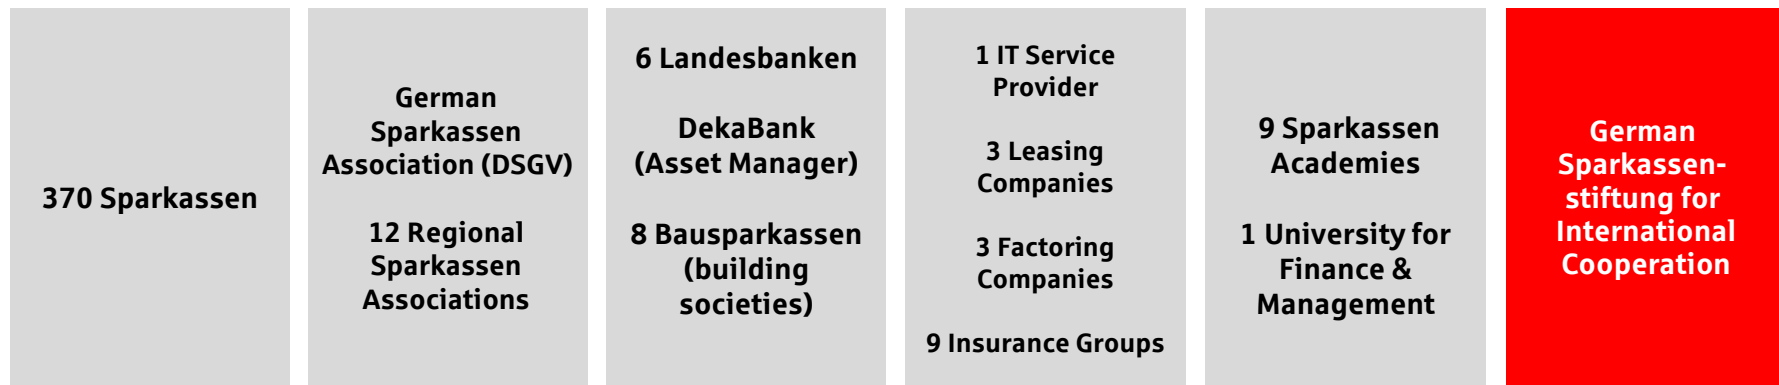 370 Sparkassen
German
Sparkassen
Association (DSGV)
12 Regional
Sparkassen
Associations
6 Landesbanken
DekaBank
(Asset Manager)
8 Bausparkassen
(building
societies)
1 IT Service
Provider
3 Leasing
Companies
3 Factoring
Companies
9 Insurance Groups
9 Sparkassen
Academies
1 University for
Finance &
Management
German
Sparkassen-
stiftung for
International
Cooperation